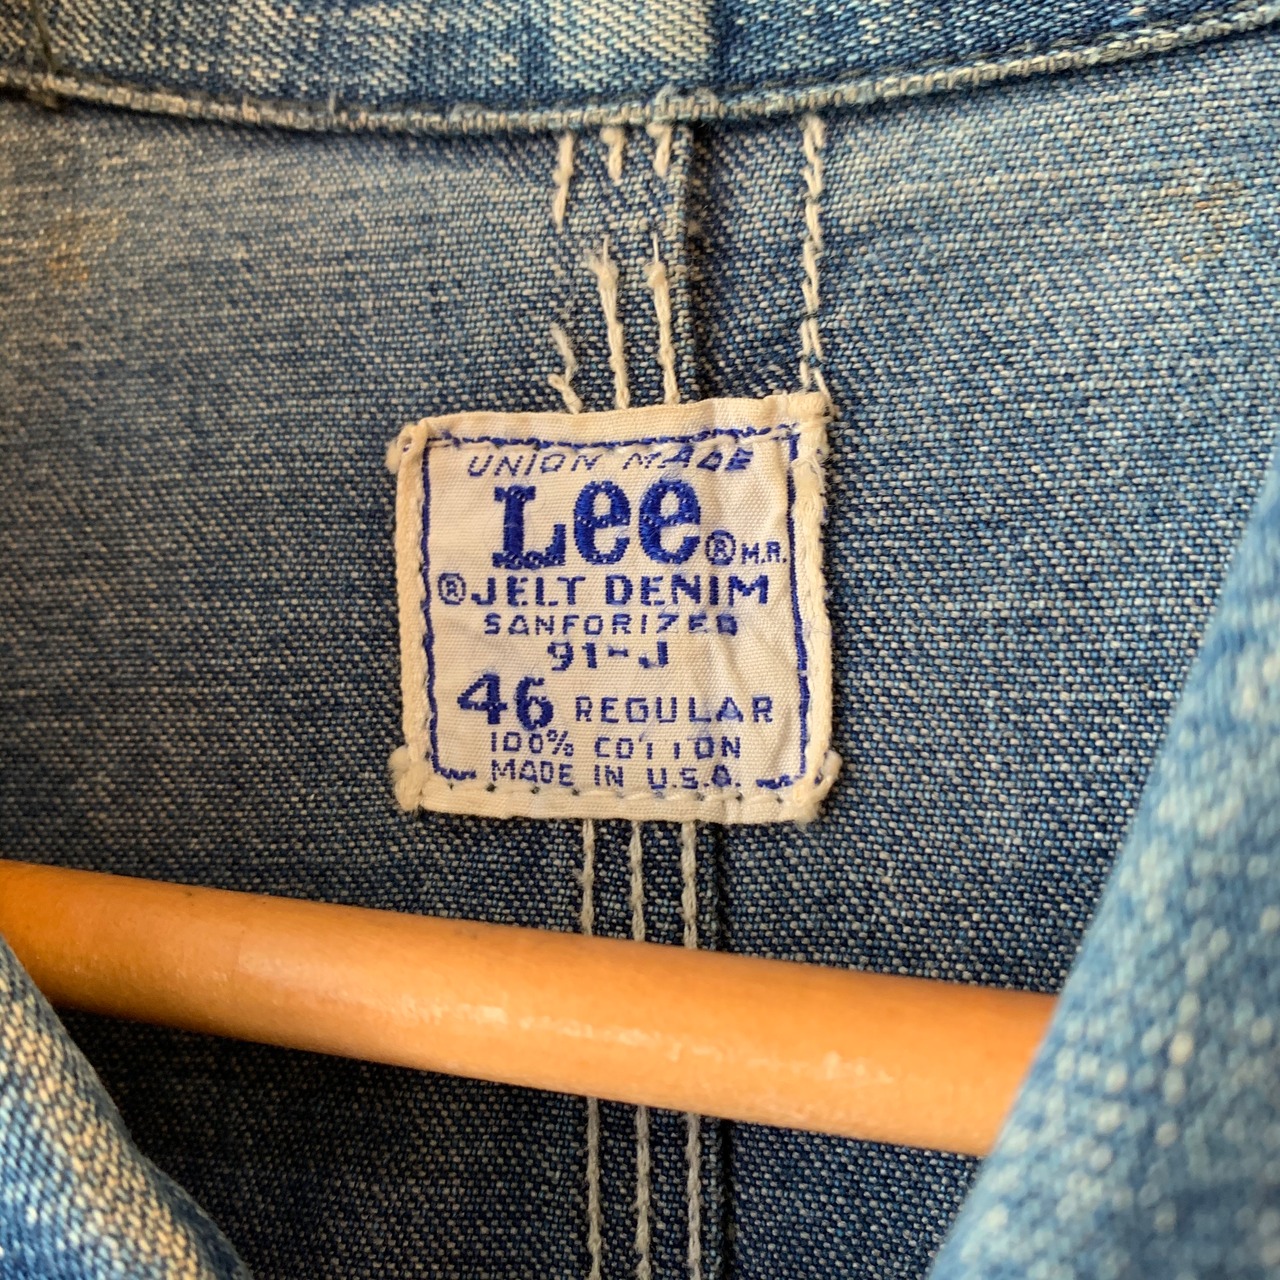 UNION MADE
Lee® M.R.
®JELT DENIM
SANFORIZED
91-J
46 REGULAR
100% COTTON
MADE IN U.S.A.